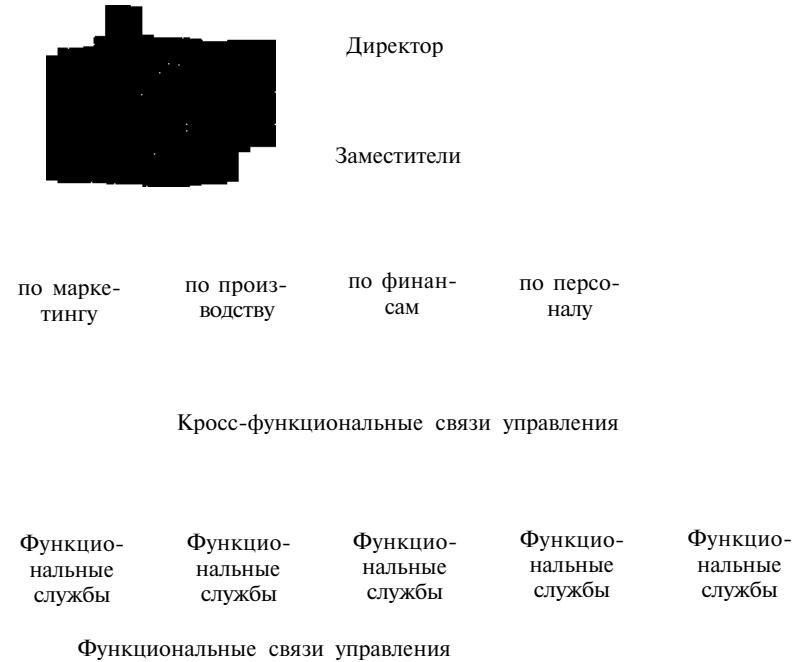 Директор
Заместители
по марке-
тингу
по произ-
водству
по финан-
сам
по персо-
налу
Кросс-функциональные связи управления
Функцио-
нальные
службы
Функцио-
нальные
службы
Функцио-
нальные
службы
Функцио-
нальные
службы
Функцио-
нальные
службы
Функциональные связи управления